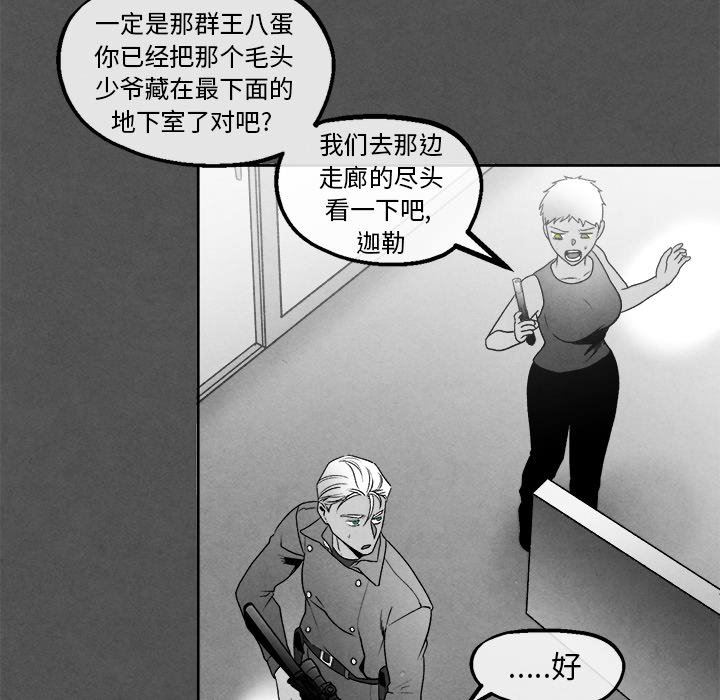 一定是那群王八蛋
你已经把那个毛头
少爷藏在最下面的
地下室了对吧?
我们去那边
走廊的尽头
看一下吧,
迦勒
.....好